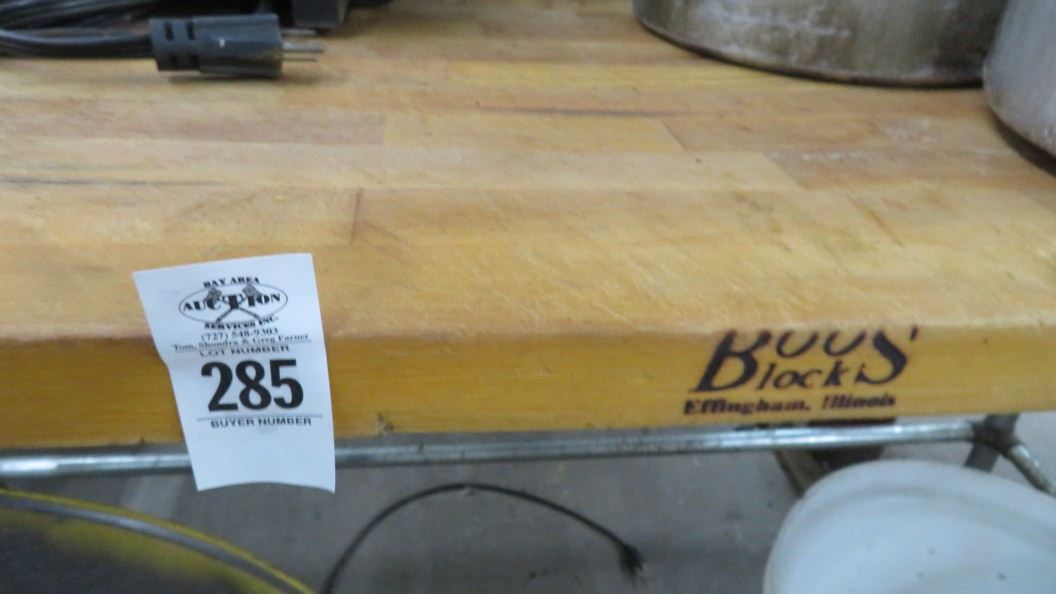 BAY AREA
AUCTION
SERVICES INC
(727) 548-9303
Tom, Shondra & Greg Farner
LOT NUMBER
285
BUYER NUMBER
BOOS
Blocks
Effingham, Illinois